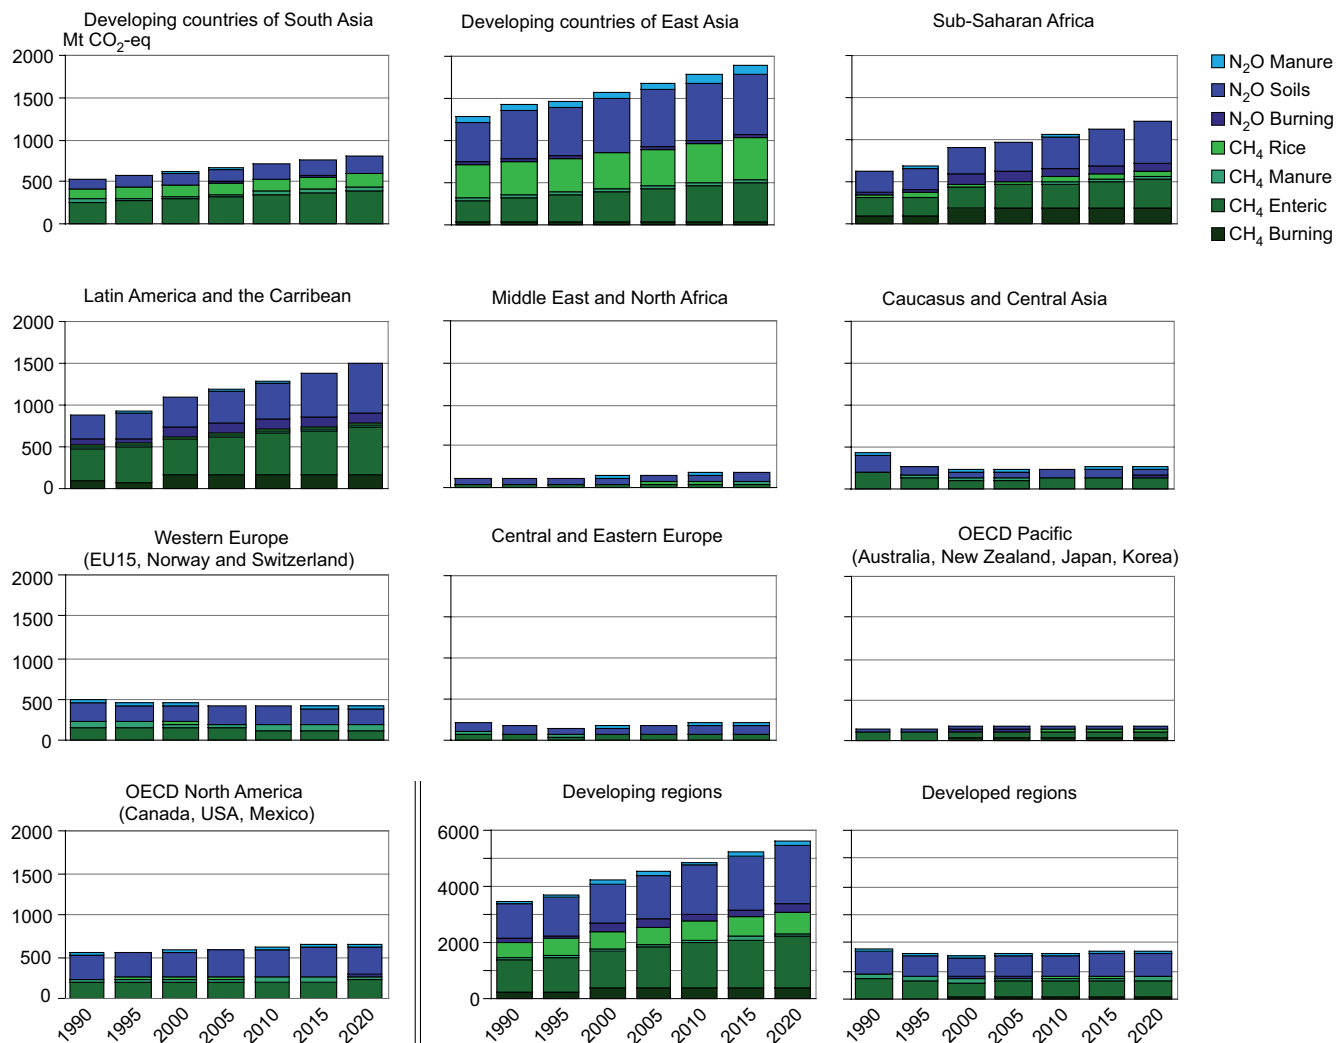 Developing countries of South Asia
Mt CO2-eq
2000
1500
1000
500
0
Developing countries of East Asia
Sub-Saharan Africa
N2O Manure
N2O Soils
N2O Burning
CH4 Rice
CH4 Manure
CH4 Enteric
CH4 Burning
Latin America and the Carribean
2000
1500
1000
500
0
Middle East and North Africa
Caucasus and Central Asia
Western Europe
(EU15, Norway and Switzerland)
2000
1500
1000
500
0
Central and Eastern Europe
OECD Pacific
(Australia, New Zealand, Japan, Korea)
OECD North America
(Canada, USA, Mexico)
2000
1500
1000
500
0
1990 1995 2000 2005 2010 2015 2020
Developing regions
6000
4000
2000
0
1990 1995 2000 2005 2010 2015 2020
Developed regions
1990 1995 2000 2005 2010 2015 2020